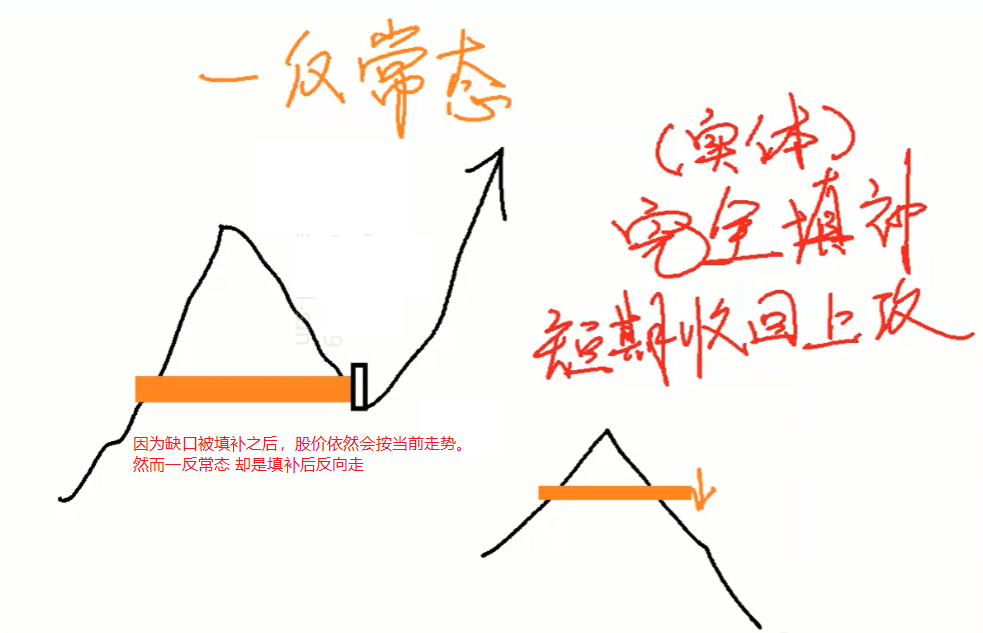 一反常态
(实体)
完全填补
短期收回上攻
因为缺口被填补之后，股价依然会按当前走势。
然而一反常态 却是填补后反向走